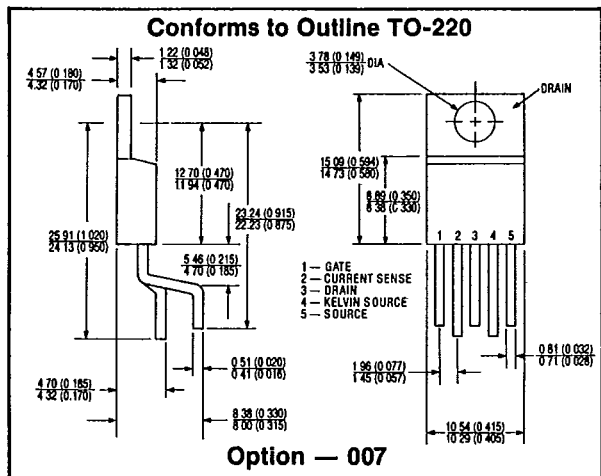 Conforms to Outline TO-220
1.22 (0 048)
1 32 (0 052)
4 57 (0 180)
4.32 (0 170)
3 78 (0 149)
3 53 (0 139)
DIA
DRAIN
12 70 (0 470)
11 94 (0 470)
15 09 (0 594)
14 73 (0 580)
8 89 (0 350)
8 38 (0 330)
23 24 (0 915)
22.23 (0 875)
25 91 (1 020)
24 13 (0 950)
5 46 (0 215)
4 70 (0 185)
1 2 3 4 5
1 — GATE
2 — CURRENT SENSE
3 — DRAIN
4 — KELVIN SOURCE
5 — SOURCE
0 51 (0 020)
0 41 (0 016)
1 96 (0 077)
1 45 (0 057)
0 81 (0 032)
0 71 (0 028)
4 70 (0 185)
4 32 (0.170)
8 38 (0 330)
8 00 (0 315)
10 54 (0 415)
10 29 (0 405)
Option — 007